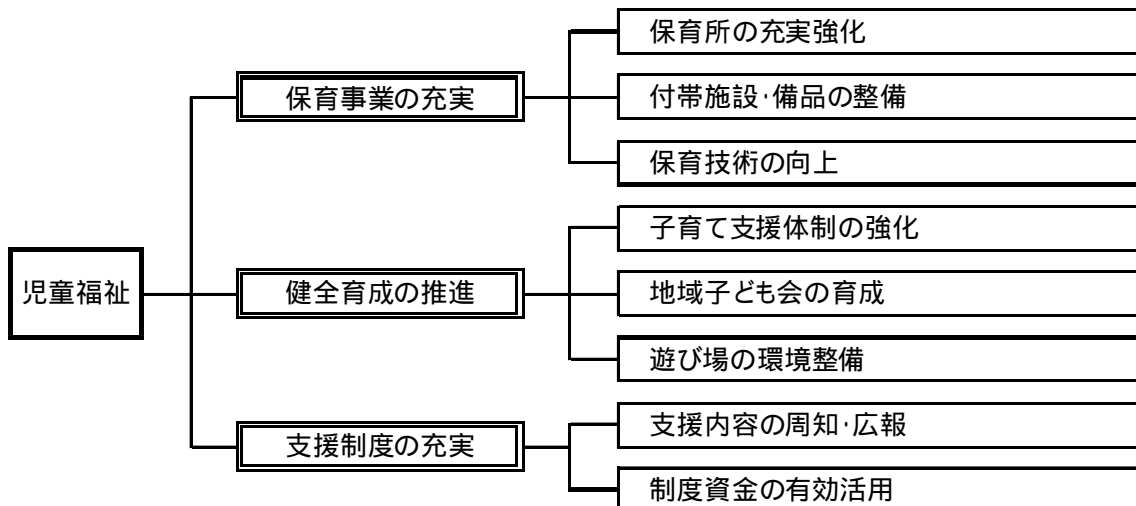 児童福祉
保育事業の充実
保育所の充実強化
付帯施設･備品の整備
保育技術の向上
健全育成の推進
子育て支援体制の強化
地域子ども会の育成
遊び場の環境整備
支援制度の充実
支援内容の周知･広報
制度資金の有効活用